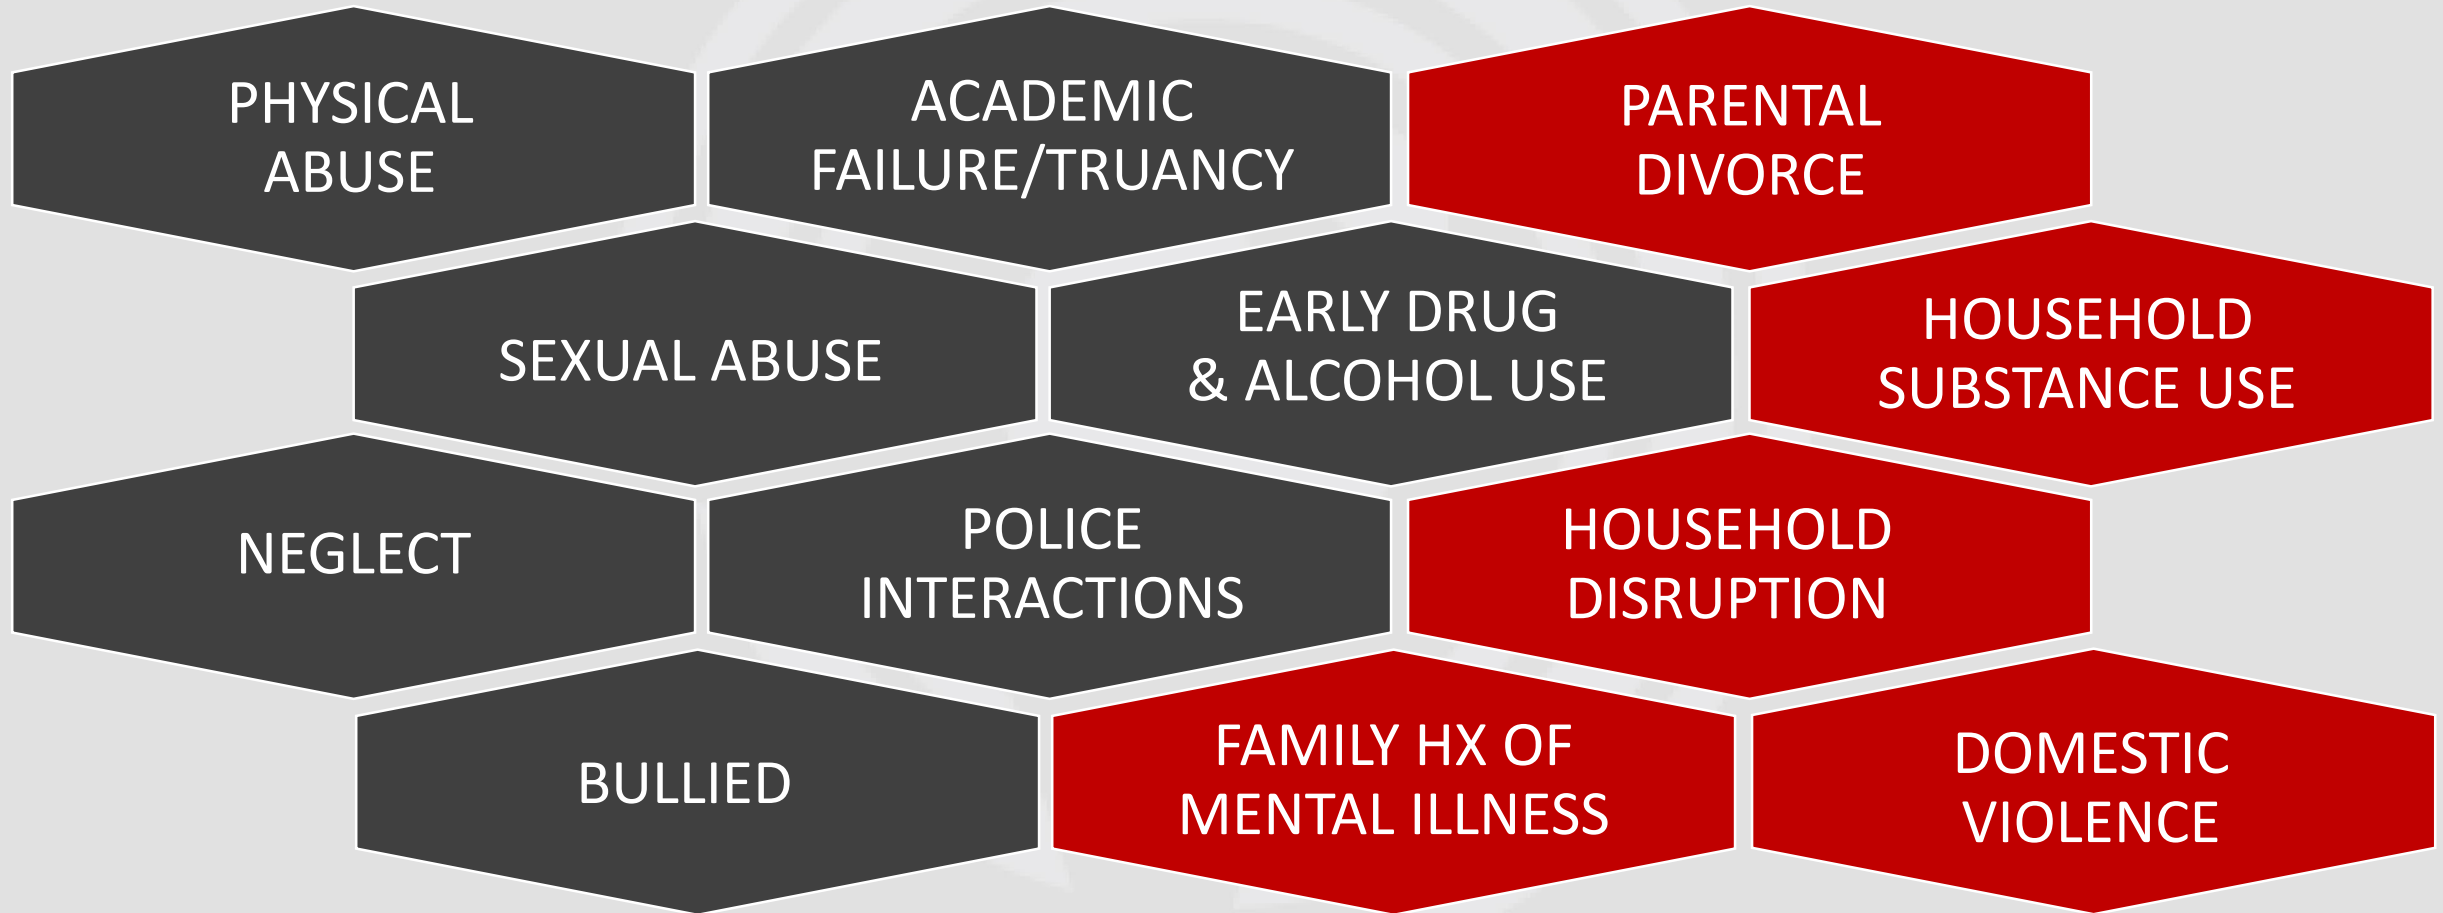 PHYSICAL
ABUSE
ACADEMIC
FAILURE/TRUANCY
PARENTAL
DIVORCE
SEXUAL ABUSE
EARLY DRUG
& ALCOHOL USE
HOUSEHOLD
SUBSTANCE USE
NEGLECT
POLICE
INTERACTIONS
HOUSEHOLD
DISRUPTION
BULLIED
FAMILY HX OF
MENTAL ILLNESS
DOMESTIC
VIOLENCE